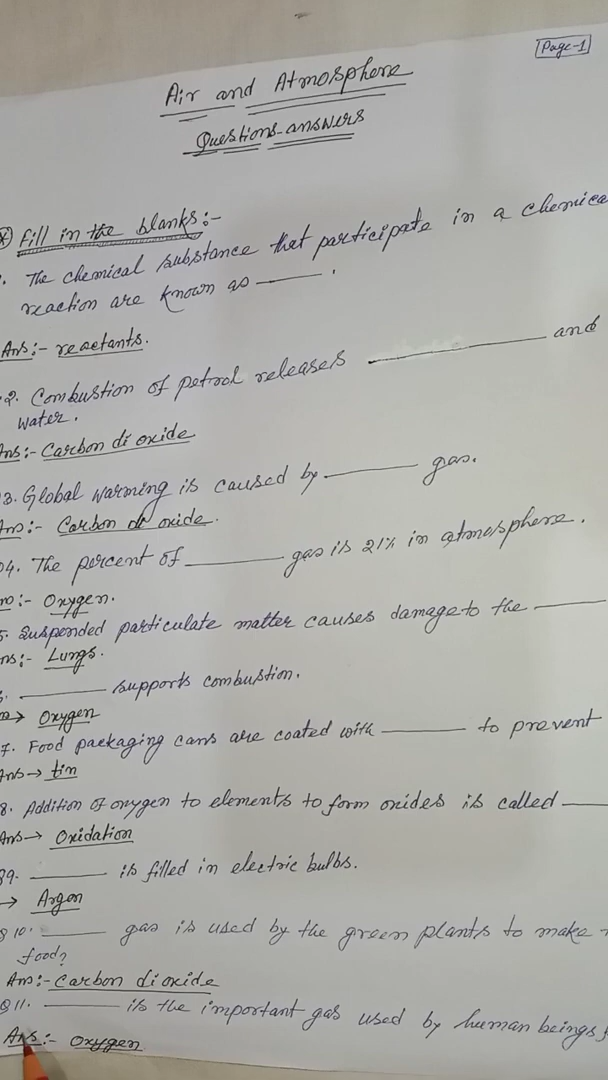 Page-1
Air and Atmosphere
Questions-answers
Fill in the blanks:-
The chemical substance that participate in a chemica
reaction are known as ______.
Ans:- reactants.
2. Combustion of petrol releases ______ and
water.
Ans:- Carbon di oxide
3. Global warming is caused by ______ gas.
Ans:- Carbon di oxide.
4. The percent of ______ gas is 21% in atmosphere.
Ans:- Oxygen.
5. Suspended particulate matter causes damage to the ______
ns:- Lungs.
______ supports combustion.
→ Oxygen
7. Food packaging cans are coated with ______ to prevent
Ans→ tin
8. Addition of oxygen to elements to form oxides is called ______
Ans→ Oxidation
9. ______ is filled in electric bulbs.
→ Argon
10. ______ gas is used by the green plants to make
food?
Ans:- Carbon di oxide
Q11. ______ is the important gas used by human beings f
Ans:- Oxygen